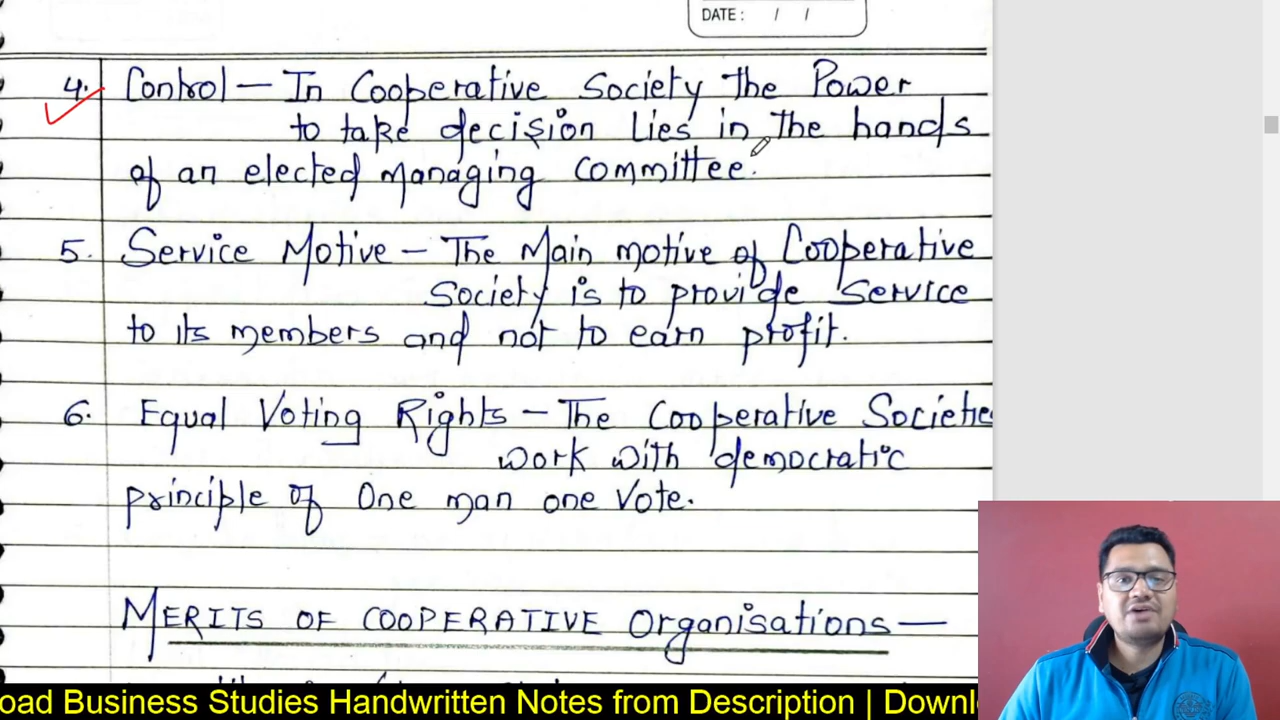 DATE : / /
4. Control - In Cooperative Society the Power
to take decision lies in the hands
of an elected Managing committee.
5. Service Motive - The Main motive of Cooperative
Society is to provide service
to its members and not to earn profit.
6. Equal Voting Rights - The Cooperative Societies
work with democratic
principle of One man one Vote.
MERITS OF COOPERATIVE Organisations -
oad Business Studies Handwritten Notes from Description | Downl